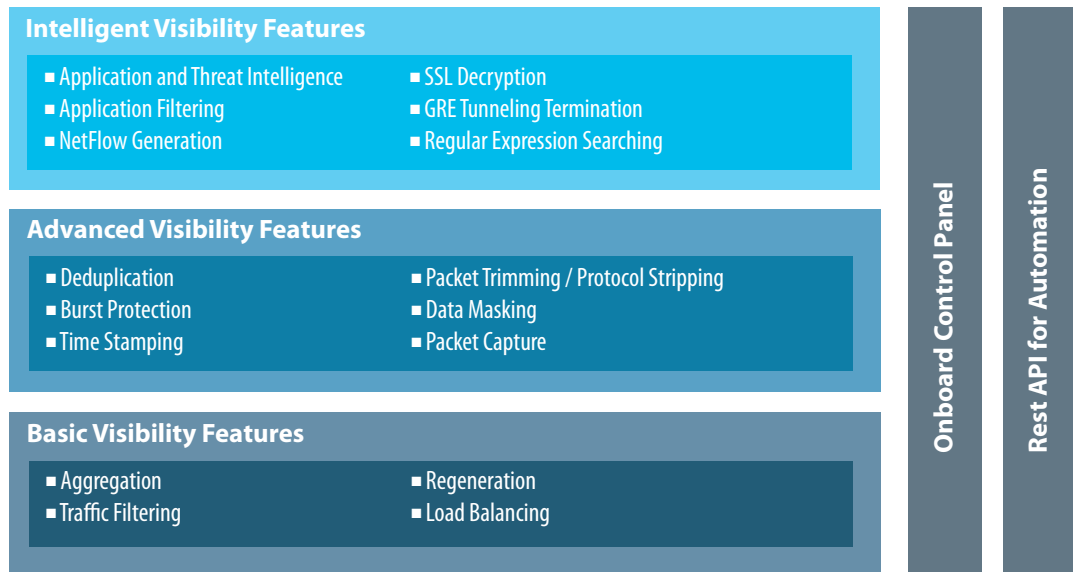 Intelligent Visibility Features
■ Application and Threat Intelligence
■ Application Filtering
■ NetFlow Generation
■ SSL Decryption
■ GRE Tunneling Termination
■ Regular Expression Searching
Advanced Visibility Features
■ Deduplication
■ Burst Protection
■ Time Stamping
■ Packet Trimming / Protocol Stripping
■ Data Masking
■ Packet Capture
Basic Visibility Features
■ Aggregation
■ Traffic Filtering
■ Regeneration
■ Load Balancing
Onboard Control Panel
Rest API for Automation